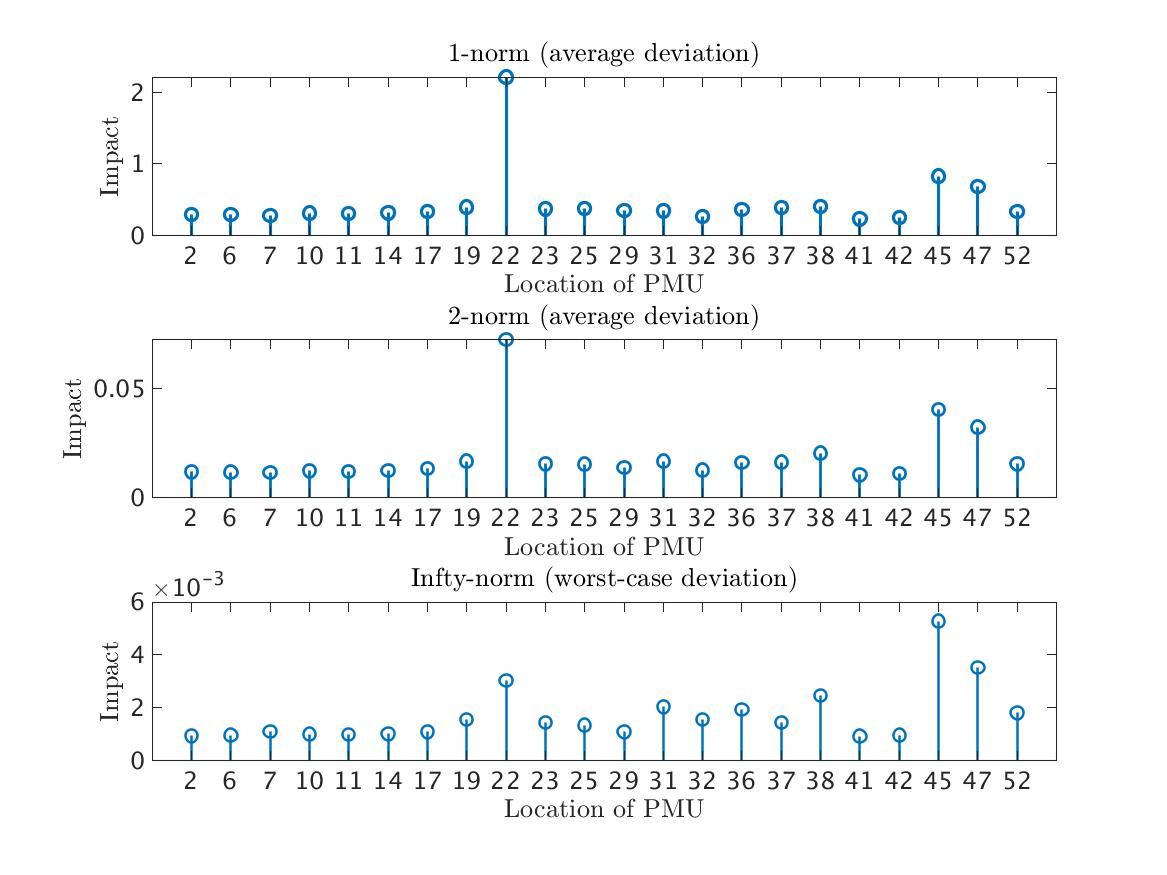 1-norm (average deviation)
2
1
0
Impact
2 6 7 10 11 14 17 19 22 23 25 29 31 32 36 37 38 41 42 45 47 52
Location of PMU
2-norm (average deviation)
0.05
0
Impact
2 6 7 10 11 14 17 19 22 23 25 29 31 32 36 37 38 41 42 45 47 52
Location of PMU
Infty-norm (worst-case deviation)
×10⁻³
6
4
2
0
Impact
2 6 7 10 11 14 17 19 22 23 25 29 31 32 36 37 38 41 42 45 47 52
Location of PMU